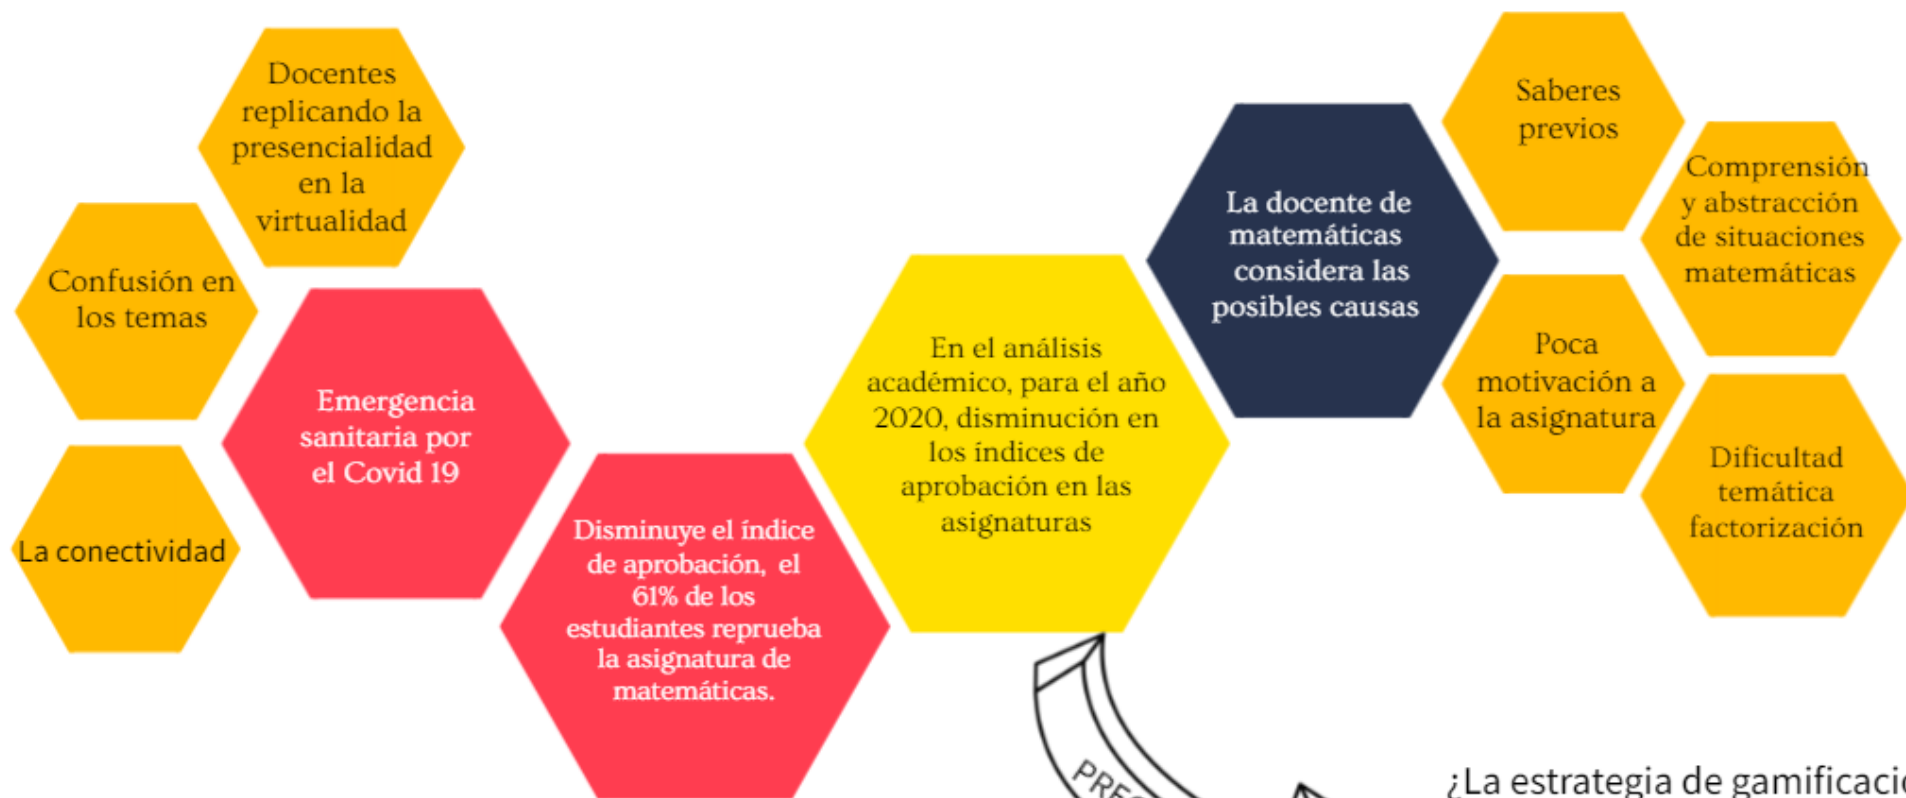 Docentes
replicando la
presencialidad
en la
virtualidad
Confusión en
los temas
La conectividad
Emergencia
sanitaria por
el Covid 19
Disminuye el índice
de aprobación, el
61% de los
estudiantes reprueba
la asignatura de
matemáticas.
En el análisis
académico, para el año
2020, disminución en
los índices de
aprobación en las
asignaturas
La docente de
matemáticas
considera las
posibles causas
Saberes
previos
Comprensión
y abstracción
de situaciones
matemáticas
Poca
motivación a
la asignatura
Dificultad
temática
factorización
¿La estrategia de